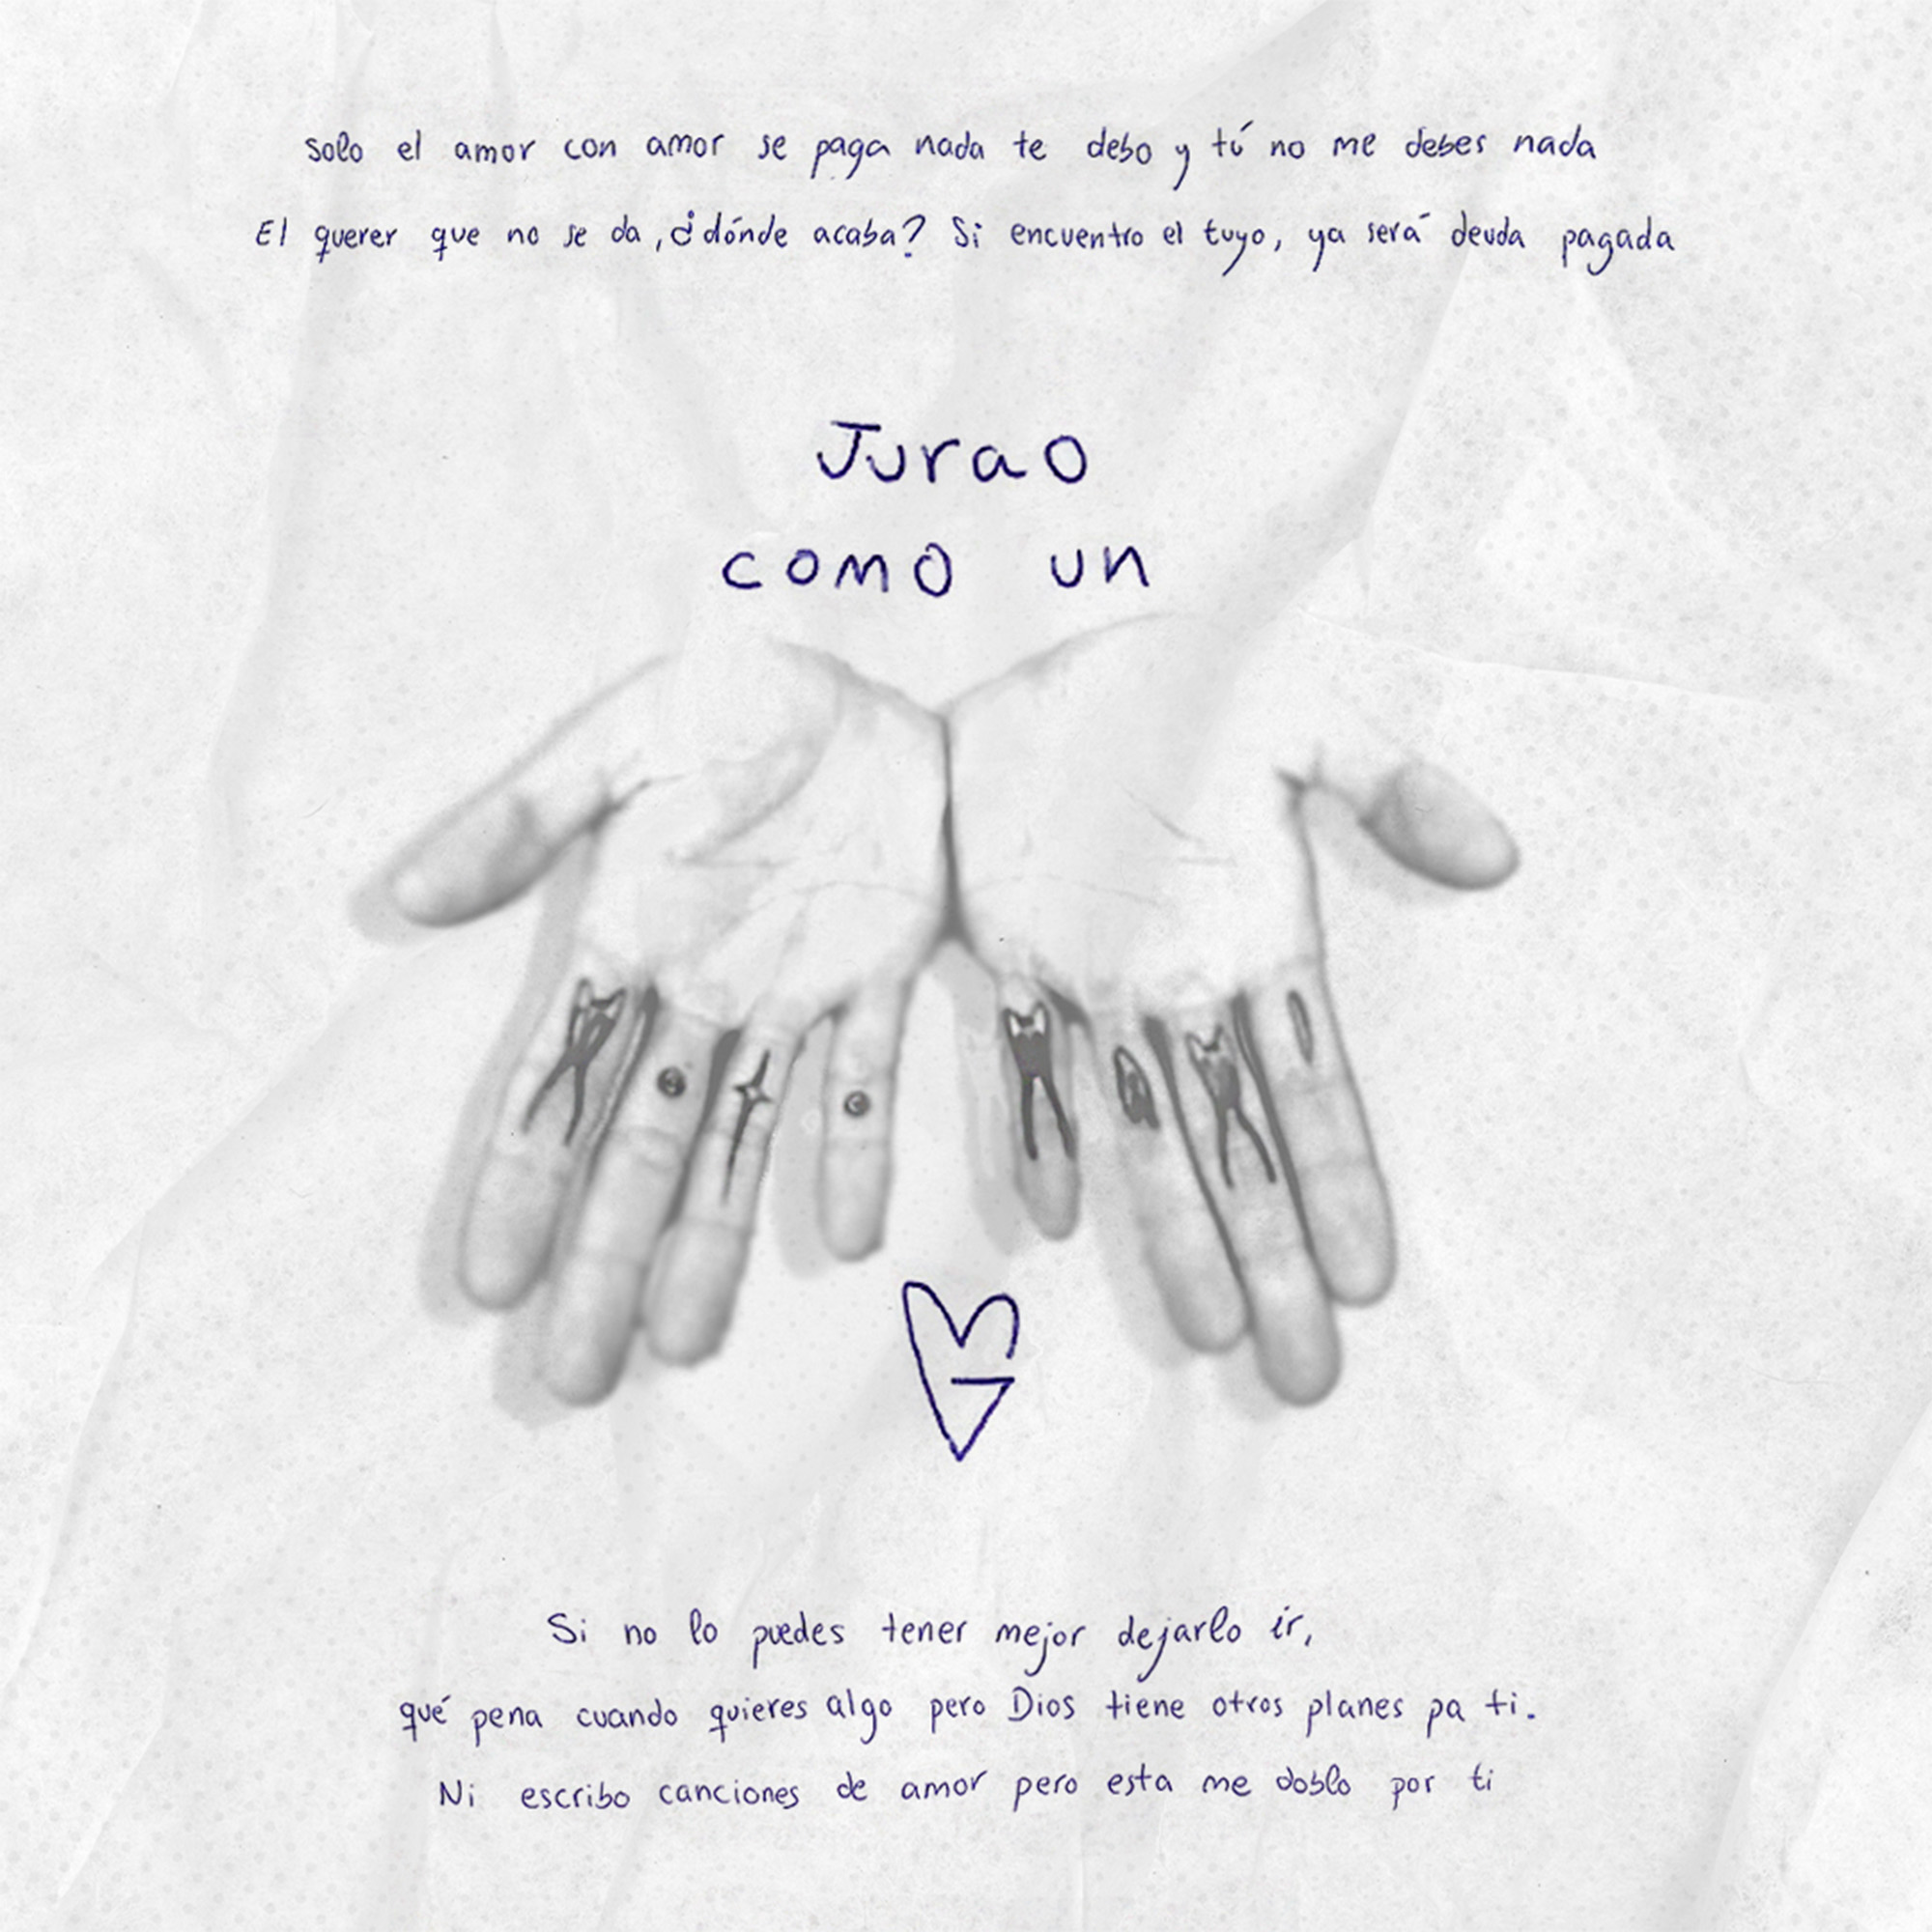 solo el amor con amor se paga nada te debo y tú no me debes nada
El querer que no se da, ¿dónde acaba? Si encuentro el tuyo, ya será deuda pagada
Jurao
como un
Si no lo puedes tener mejor dejarlo ir,
qué pena cuando quieres algo pero Dios tiene otros planes pa ti.
Ni escribo canciones de amor pero esta me doblo por ti